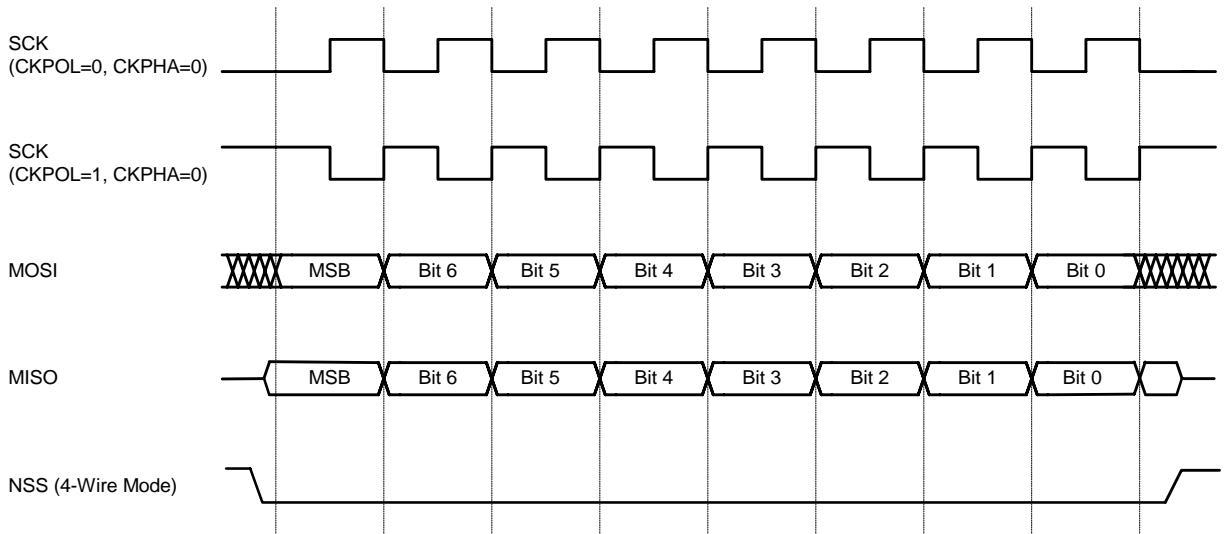 SCK
(CKPOL=0, CKPHA=0)
SCK
(CKPOL=1, CKPHA=0)
MOSI
MSB
Bit 6
Bit 5
Bit 4
Bit 3
Bit 2
Bit 1
Bit 0
MISO
MSB
Bit 6
Bit 5
Bit 4
Bit 3
Bit 2
Bit 1
Bit 0
NSS (4-Wire Mode)